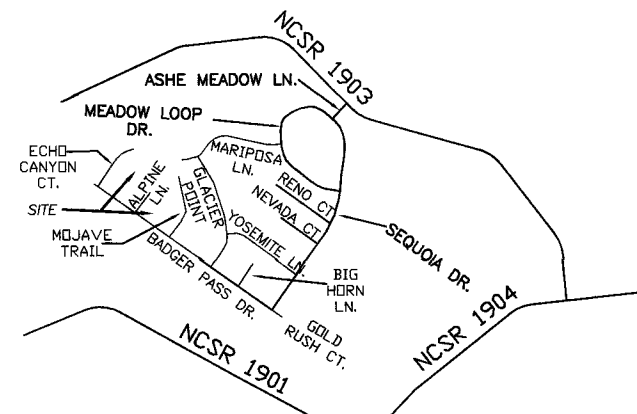 NCSR 1903
ASHE MEADOW LN.
MEADOW LOOP
DR.
ECHO
CANYON
CT.
MARIPOSA
LN.
ALPINE
LN.
GLACIER
POINT
RENO CT.
NEVADA CT.
SITE
MOJAVE
TRAIL
YOSEMITE LN.
SEQUOIA DR.
BADGER PASS DR.
BIG
HORN
LN.
GOLD
RUSH CT.
NCSR 1904
NCSR 1901